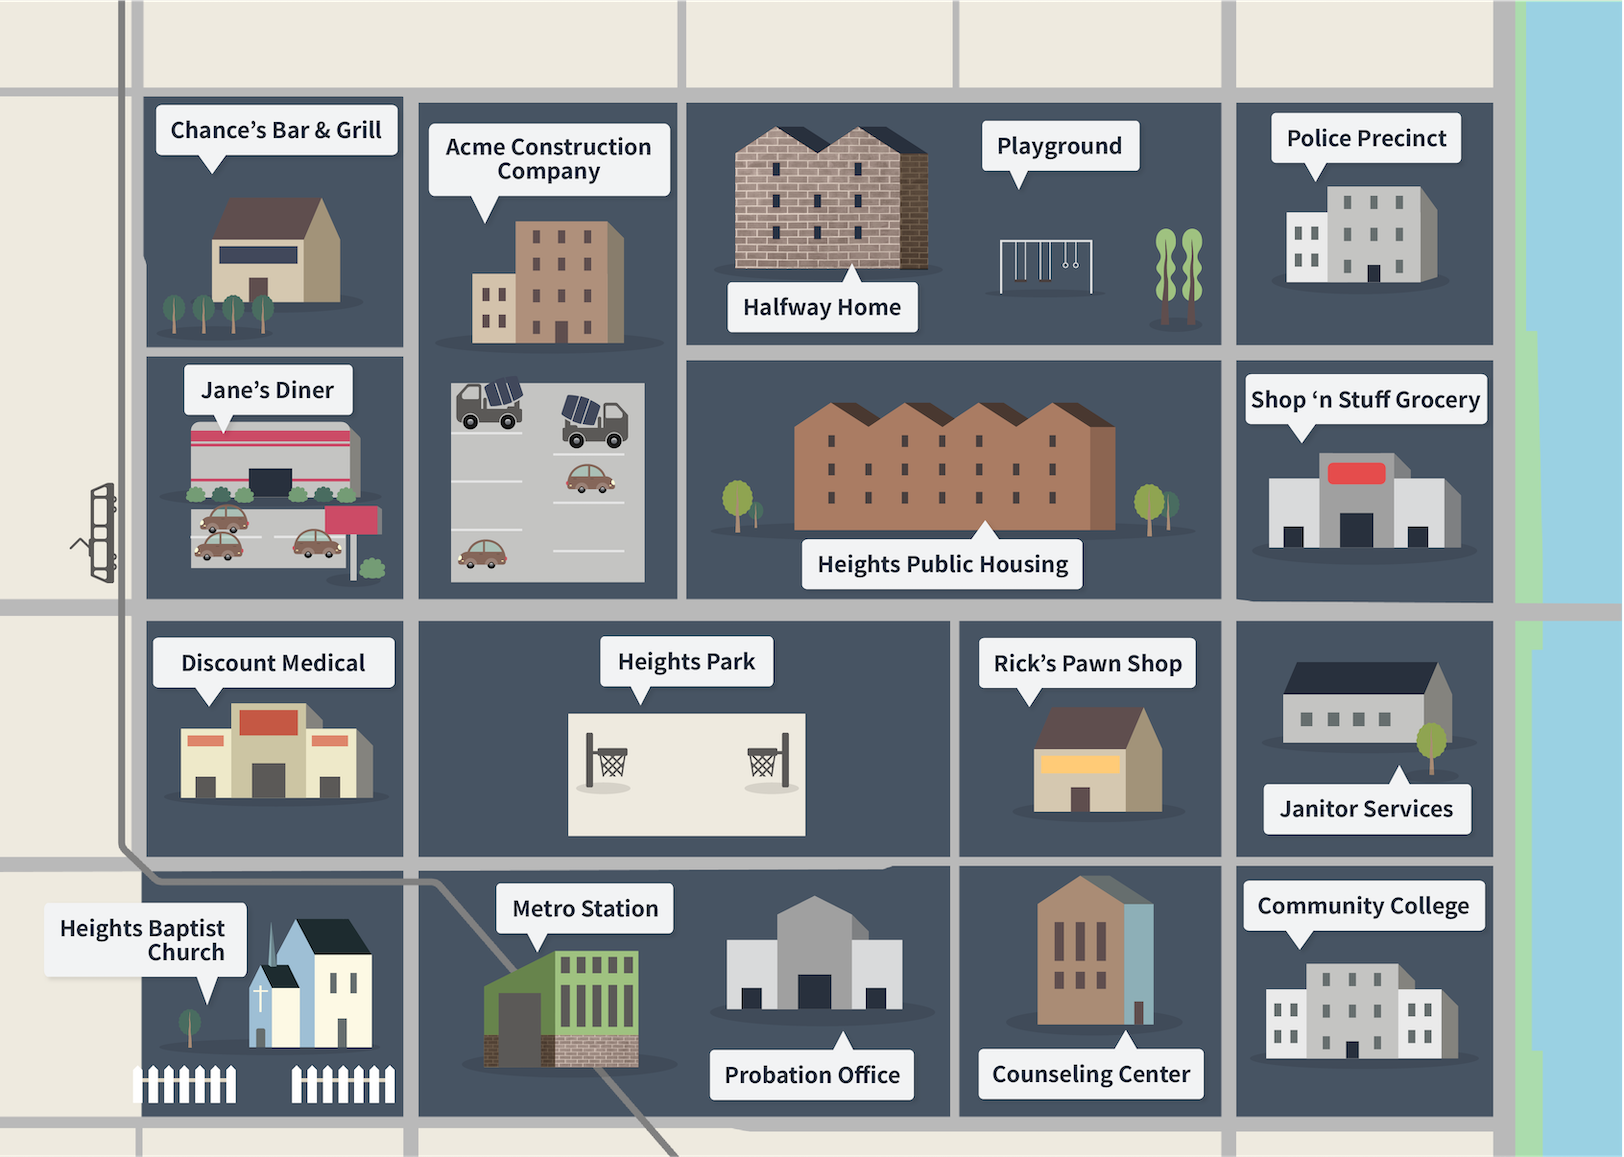 Chance’s Bar & Grill
Acme Construction
Company
Playground
Police Precinct
Halfway Home
Jane’s Diner
Shop ‘n Stuff Grocery
Heights Public Housing
Discount Medical
Heights Park
Rick’s Pawn Shop
Janitor Services
Heights Baptist
Church
Metro Station
Probation Office
Counseling Center
Community College